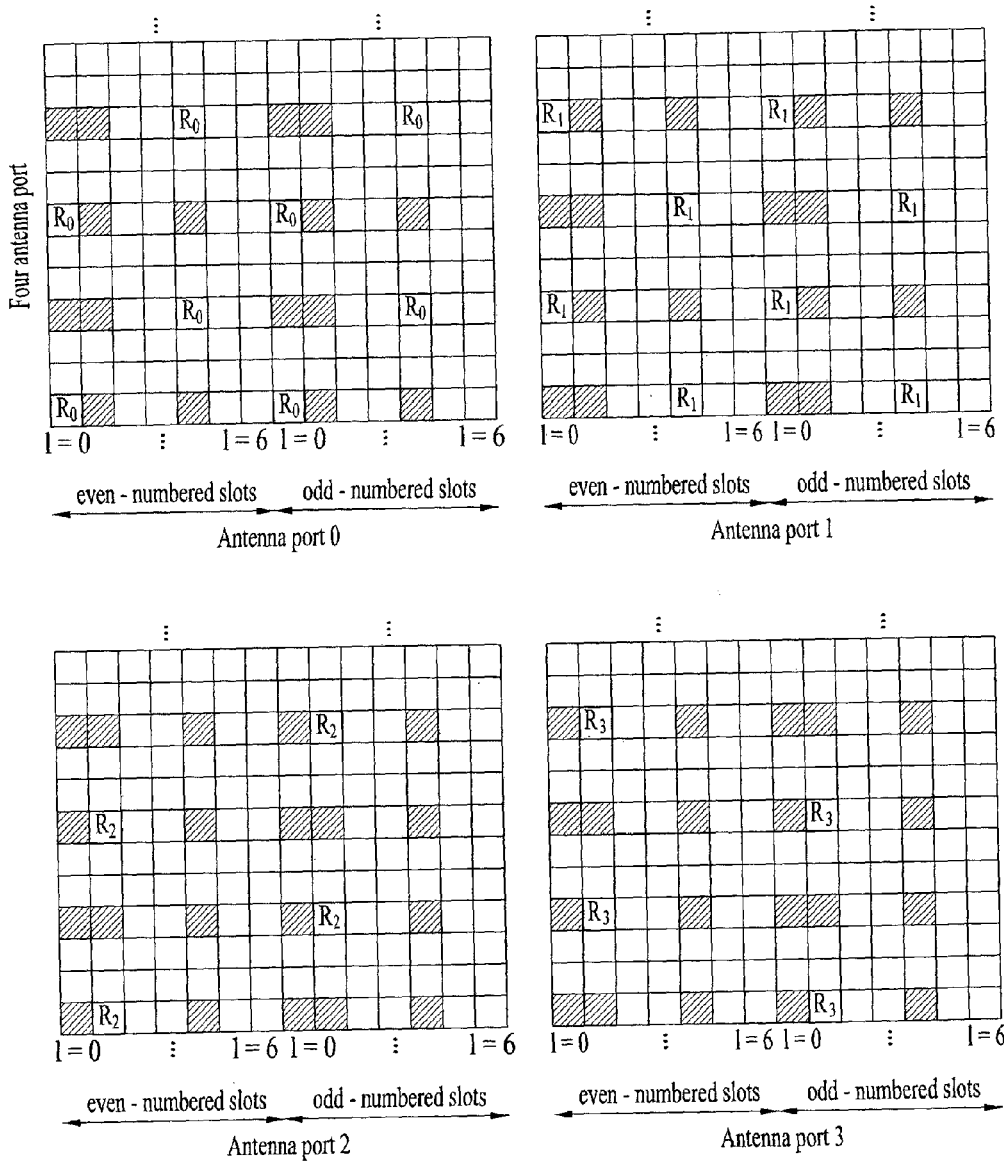 ⋮ ⋮ ⋮ ⋮
Four antenna port
R0 R0 R1 R1
R0 R0 R1 R1
R0 R0 R1 R1
R0 R0 R1 R1
l=0 ⋮ l=6 l=0 ⋮ l=6 l=0 ⋮ l=6 l=0 ⋮ l=6
even - numbered slots odd - numbered slots even - numbered slots odd - numbered slots
Antenna port 0 Antenna port 1
⋮ ⋮ ⋮ ⋮
R2 R3
R2 R3
R2 R3
R2 R3
l=0 ⋮ l=6 l=0 ⋮ l=6 l=0 ⋮ l=6 l=0 ⋮ l=6
even - numbered slots odd - numbered slots even - numbered slots odd - numbered slots
Antenna port 2 Antenna port 3